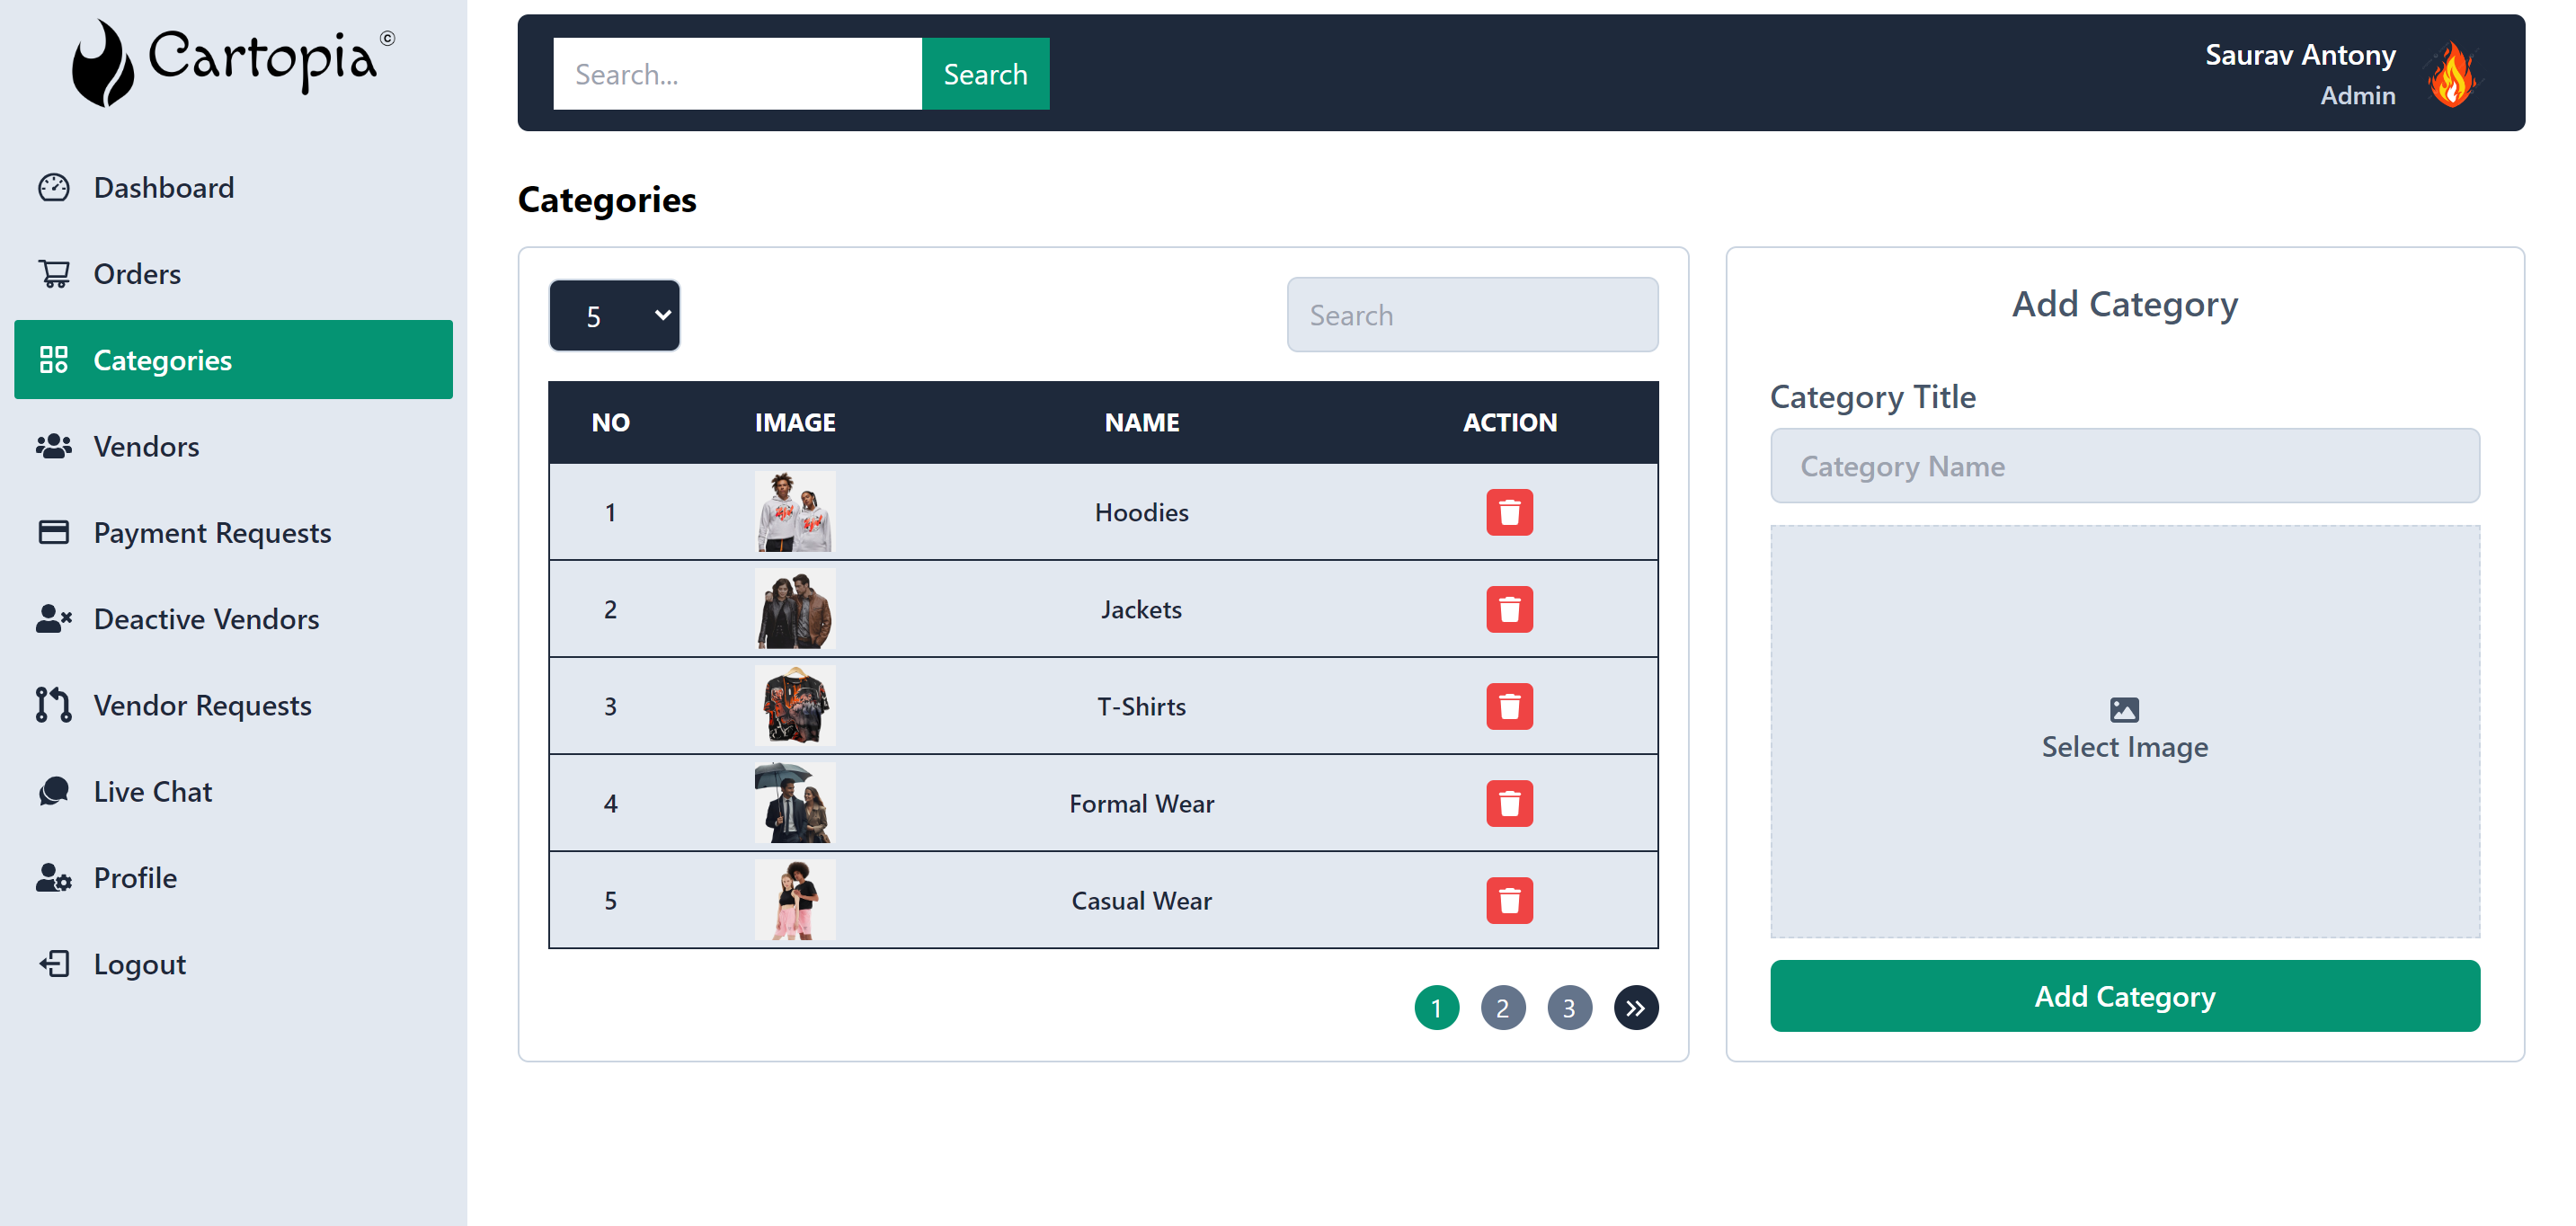 Cartopia©
Dashboard
Orders
Categories
Vendors
Payment Requests
Deactive Vendors
Vendor Requests
Live Chat
Profile
Logout
Search...
Search
Saurav Antony
Admin
Categories
5
Search
NO IMAGE NAME ACTION
1 Hoodies
2 Jackets
3 T-Shirts
4 Formal Wear
5 Casual Wear
1 2 3 »
Add Category
Category Title
Category Name
Select Image
Add Category